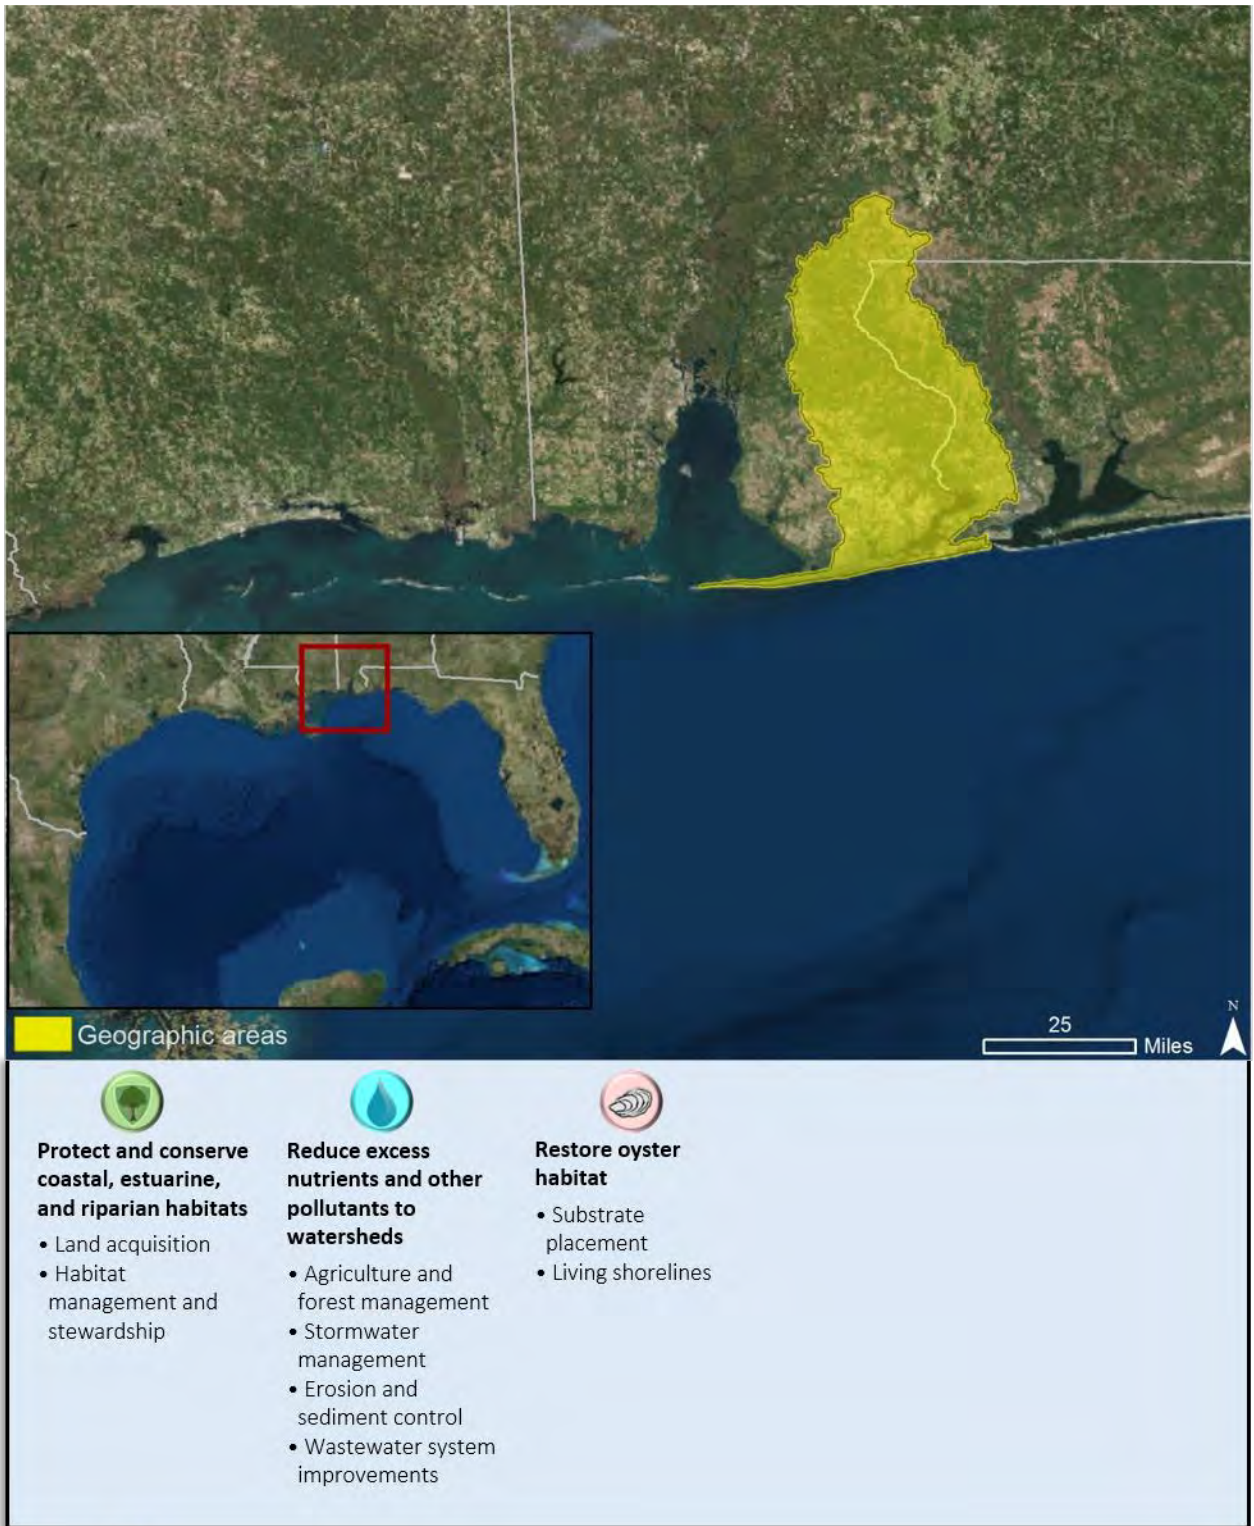 N
Geographic areas
25
Miles
Protect and conserve
coastal, estuarine,
and riparian habitats
• Land acquisition
• Habitat
management and
stewardship
Reduce excess
nutrients and other
pollutants to
watersheds
• Agriculture and
forest management
• Stormwater
management
• Erosion and
sediment control
• Wastewater system
improvements
Restore oyster
habitat
• Substrate
placement
• Living shorelines